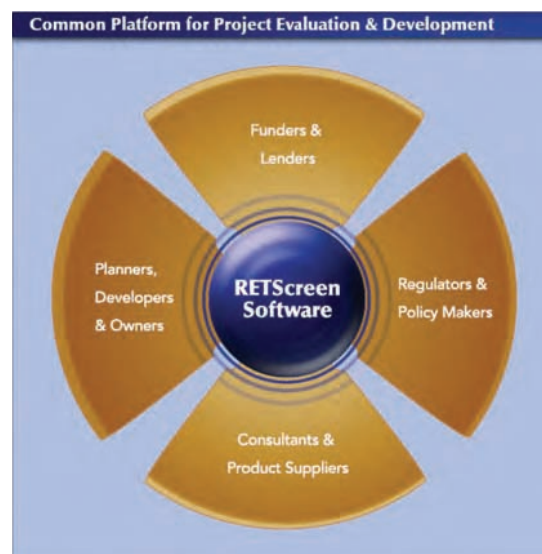 Common Platform for Project Evaluation & Development
Funders &
Lenders
Planners,
Developers
& Owners
RETScreen
Software
Regulators &
Policy Makers
Consultants &
Product Suppliers